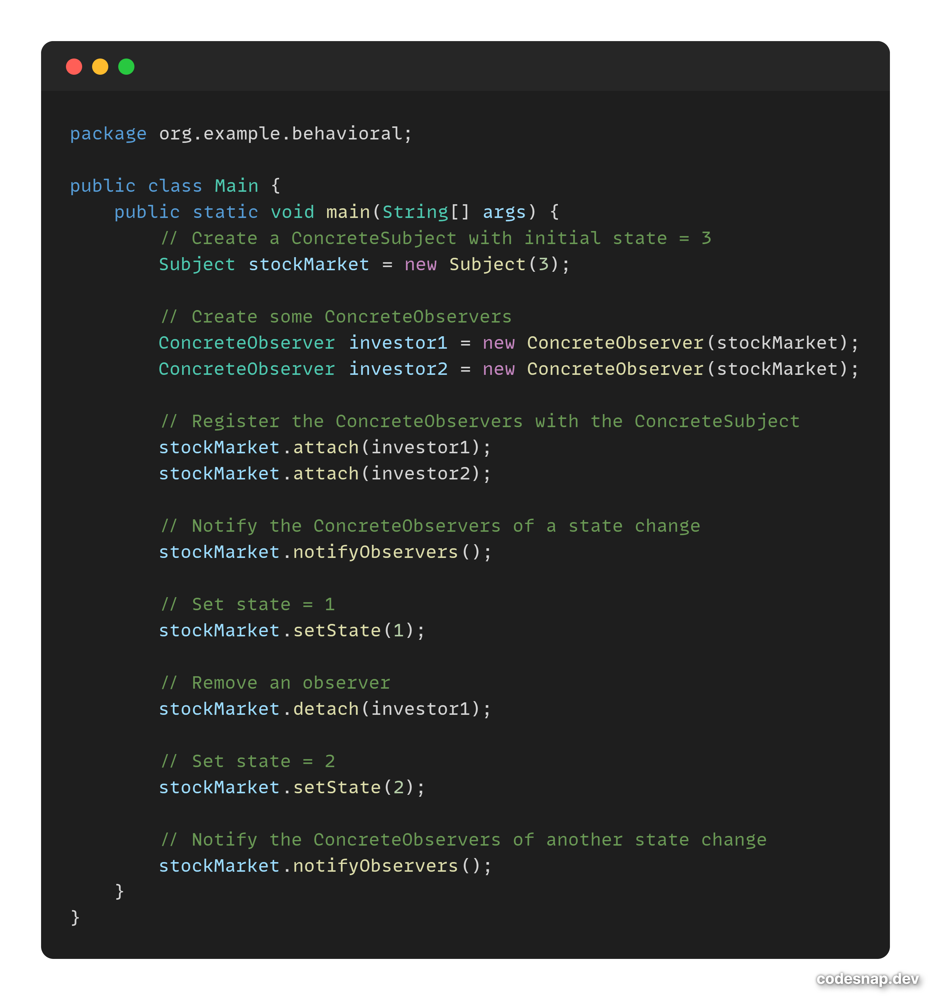 package org.example.behavioral;
public class Main {
public static void main(String[] args) {
// Create a ConcreteSubject with initial state = 3
Subject stockMarket = new Subject(3);
// Create some ConcreteObservers
ConcreteObserver investor1 = new ConcreteObserver(stockMarket);
ConcreteObserver investor2 = new ConcreteObserver(stockMarket);
// Register the ConcreteObservers with the ConcreteSubject
stockMarket.attach(investor1);
stockMarket.attach(investor2);
// Notify the ConcreteObservers of a state change
stockMarket.notifyObservers();
// Set state = 1
stockMarket.setState(1);
// Remove an observer
stockMarket.detach(investor1);
// Set state = 2
stockMarket.setState(2);
// Notify the ConcreteObservers of another state change
stockMarket.notifyObservers();
}
}
codesnap.dev